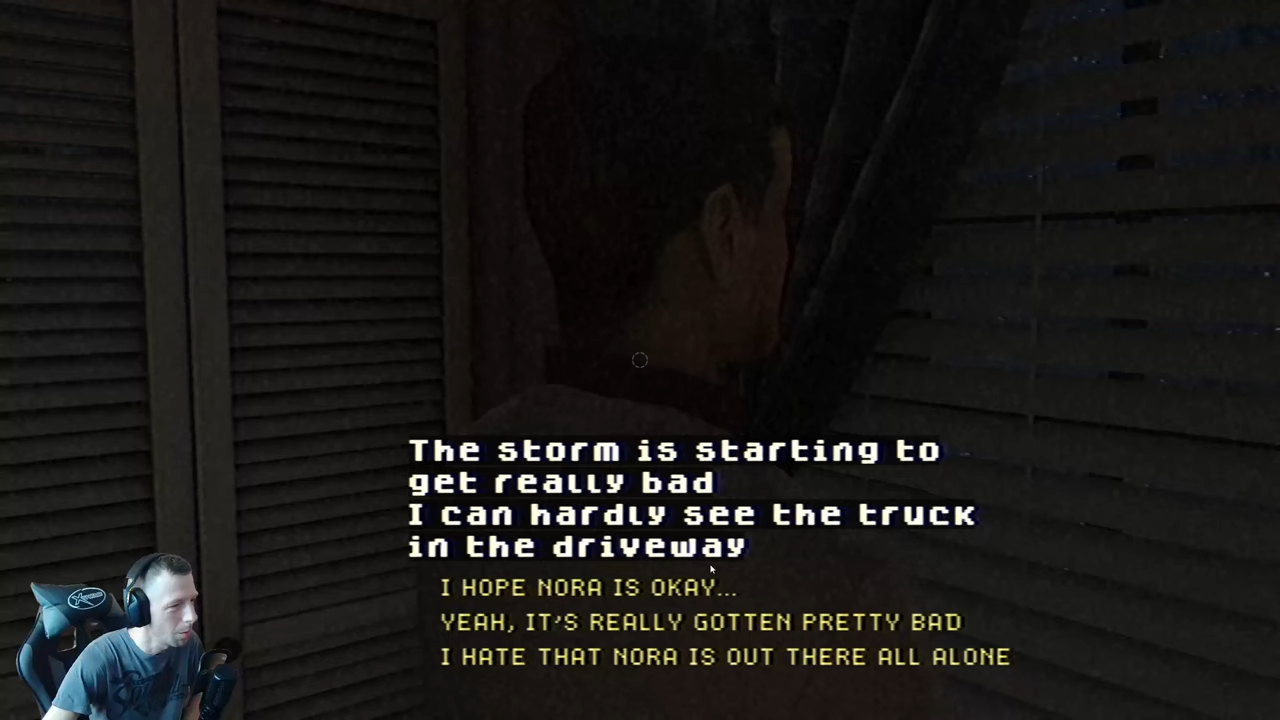 The storm is starting to
get really bad
I can hardly see the truck
in the driveway
I HOPE NORA IS OKAY...
YEAH, IT'S REALLY GOTTEN PRETTY BAD
I HATE THAT NORA IS OUT THERE ALL ALONE